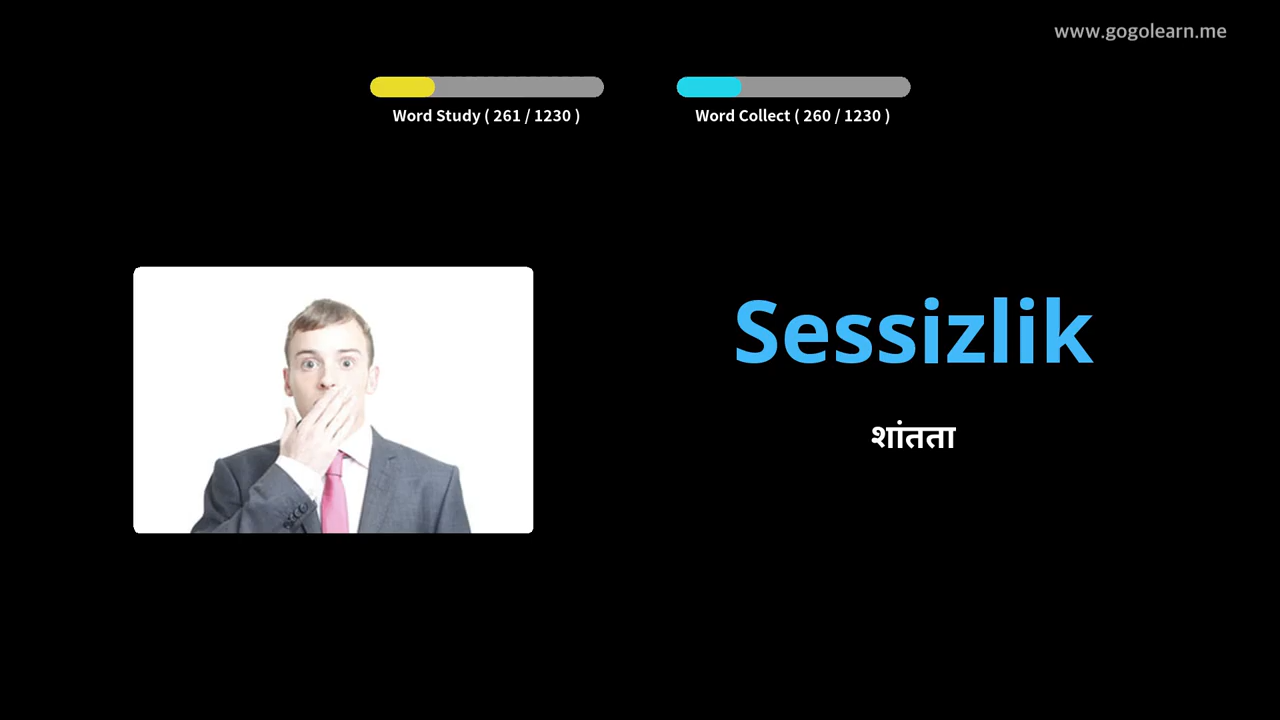 www.gogolearn.me
Word Study ( 261 / 1230 )
Word Collect ( 260 / 1230 )
Sessizlik
शांतता